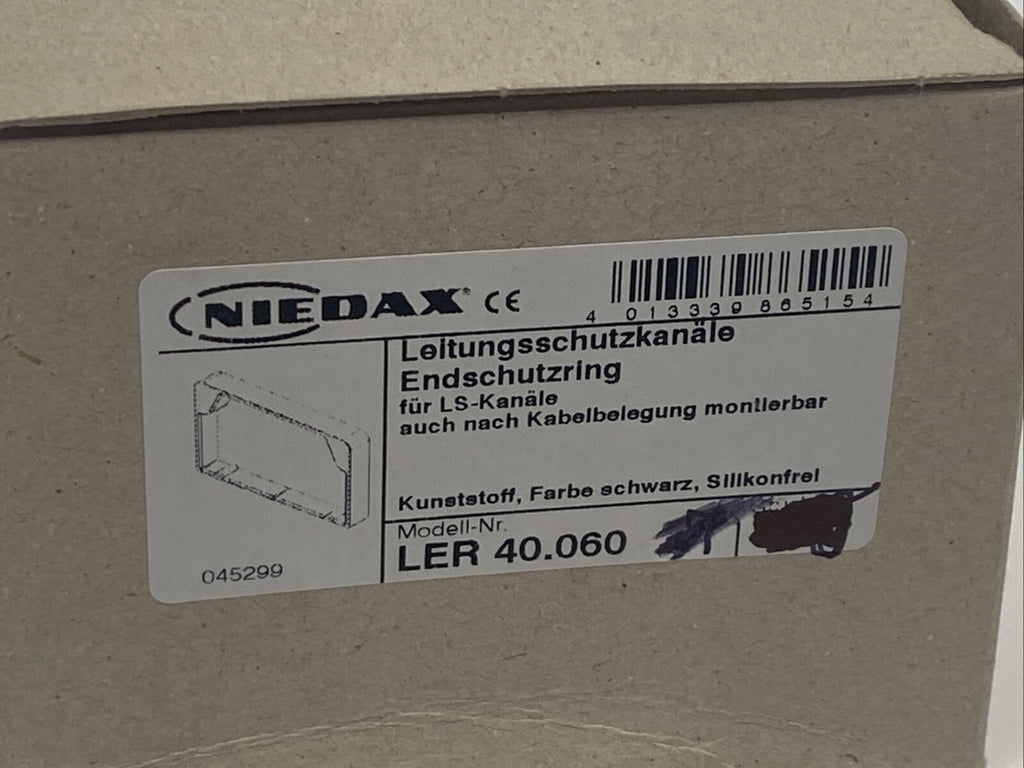 NIEDAX® CE
4 013339 865154
Leitungsschutzkanäle
Endschutzring
für LS-Kanäle
auch nach Kabelbelegung montierbar
Kunststoff, Farbe schwarz, Silikonfrei
Modell-Nr.
LER 40.060
045299